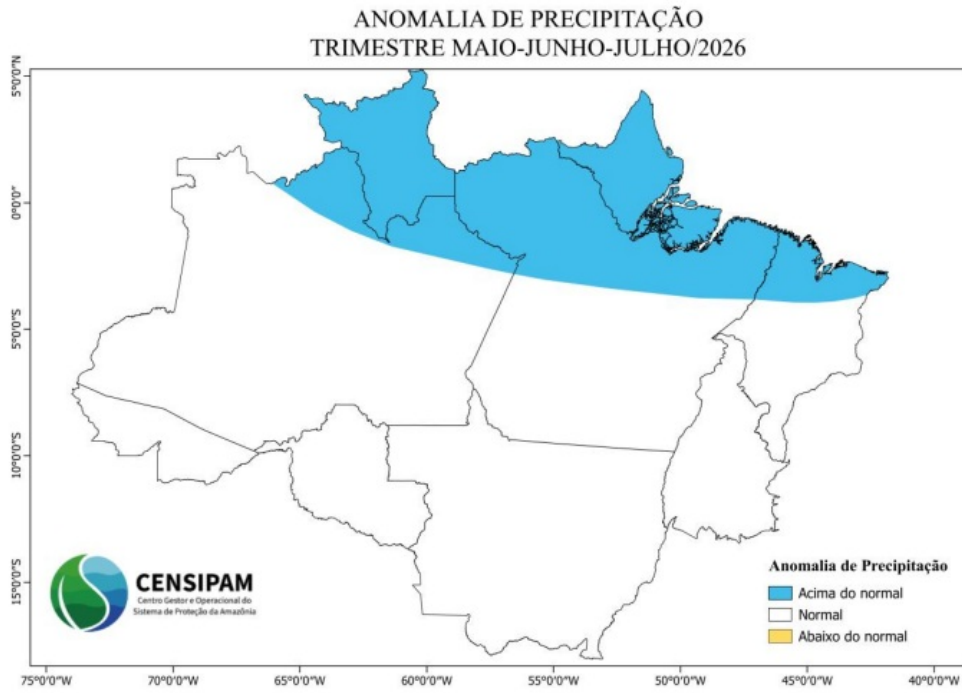 ANOMALIA DE PRECIPITAÇÃO
TRIMESTRE MAIO-JUNHO-JULHO/2026
5°0'0"N
0°0'0"
5°0'0"S
10°0'0"S
15°0'0"S
CENSIPAM
Centro Gestor e Operacional do
Sistema de Proteção da Amazônia
Anomalia de Precipitação
Acima do normal
Normal
Abaixo do normal
75°0'0"W 70°0'0"W 65°0'0"W 60°0'0"W 55°0'0"W 50°0'0"W 45°0'0"W 40°0'0"W